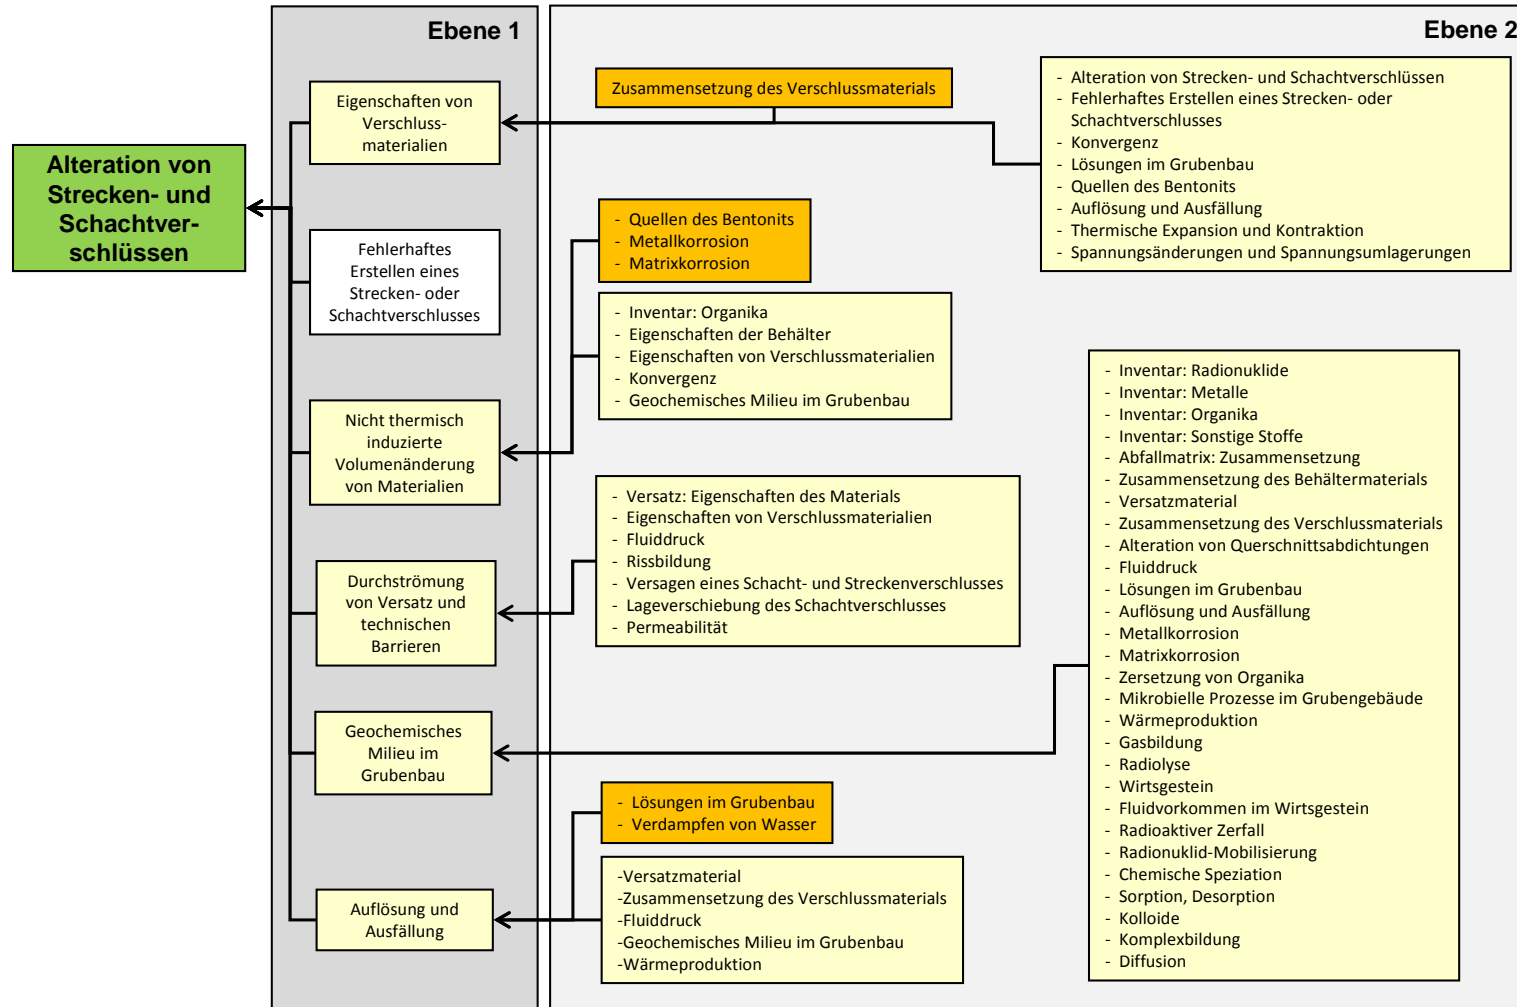 Ebene 1
Ebene 2
Alteration von
Strecken- und
Schachtver-
schlüssen
Eigenschaften von
Verschluss-
materialien
Fehlerhaftes
Erstellen eines
Strecken- oder
Schachtverschlusses
Nicht thermisch
induzierte
Volumenänderung
von Materialien
Durchströmung
von Versatz und
technischen
Barrieren
Geochemisches
Milieu im
Grubenbau
Auflösung und
Ausfällung
Zusammensetzung des Verschlussmaterials
- Alteration von Strecken- und Schachtverschlüssen
- Fehlerhaftes Erstellen eines Strecken- oder
Schachtverschlusses
- Konvergenz
- Lösungen im Grubenbau
- Quellen des Bentonits
- Auflösung und Ausfällung
- Thermische Expansion und Kontraktion
- Spannungsänderungen und Spannungsumlagerungen
- Quellen des Bentonits
- Metallkorrosion
- Matrixkorrosion
- Inventar: Organika
- Eigenschaften der Behälter
- Eigenschaften von Verschlussmaterialien
- Konvergenz
- Geochemisches Milieu im Grubenbau
- Versatz: Eigenschaften des Materials
- Eigenschaften von Verschlussmaterialien
- Fluiddruck
- Rissbildung
- Versagen eines Schacht- und Streckenverschlusses
- Lageverschiebung des Schachtverschlusses
- Permeabilität
- Inventar: Radionuklide
- Inventar: Metalle
- Inventar: Organika
- Inventar: Sonstige Stoffe
- Abfallmatrix: Zusammensetzung
- Zusammensetzung des Behältermaterials
- Versatzmaterial
- Zusammensetzung des Verschlussmaterials
- Alteration von Querschnittsabdichtungen
- Fluiddruck
- Lösungen im Grubenbau
- Auflösung und Ausfällung
- Metallkorrosion
- Matrixkorrosion
- Zersetzung von Organika
- Mikrobielle Prozesse im Grubengebäude
- Wärmeproduktion
- Gasbildung
- Radiolyse
- Wirtsgestein
- Fluidvorkommen im Wirtsgestein
- Radioaktiver Zerfall
- Radionuklid-Mobilisierung
- Chemische Speziation
- Sorption, Desorption
- Kolloide
- Komplexbildung
- Diffusion
- Lösungen im Grubenbau
- Verdampfen von Wasser
-Versatzmaterial
-Zusammensetzung des Verschlussmaterials
-Fluiddruck
-Geochemisches Milieu im Grubenbau
-Wärmeproduktion